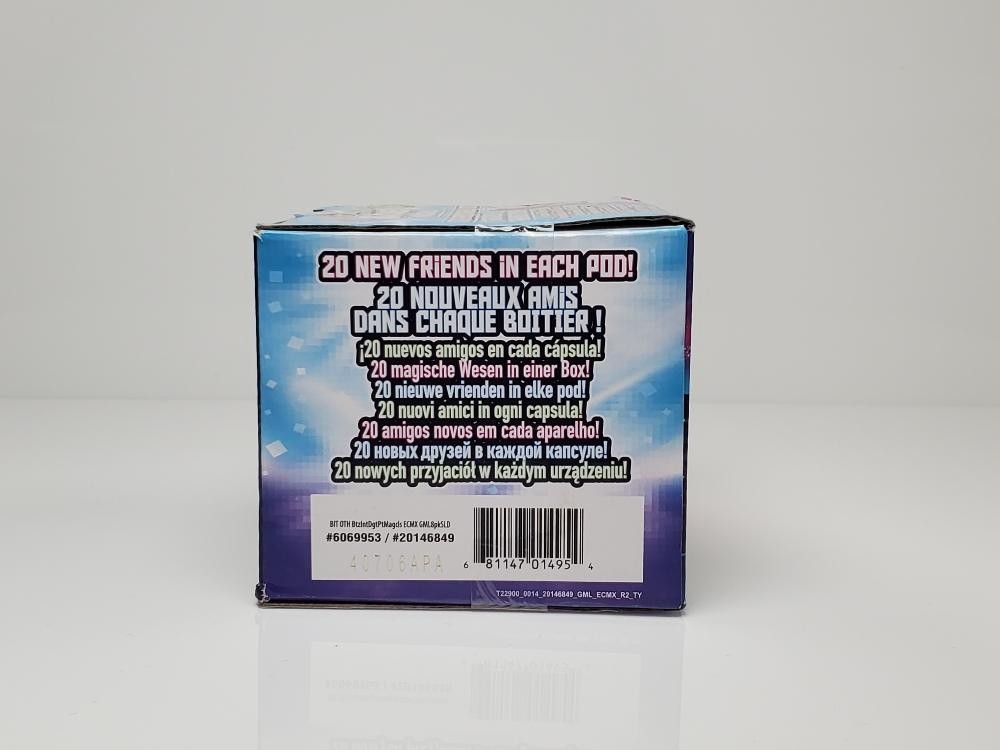 20 NEW FRiENDS iN EACH POD!
20 NOUVEAUX AMiS
DANS CHAQUE BOITIER !
¡20 nuevos amigos en cada cápsula!
20 magische Wesen in einer Box!
20 nieuwe vrienden in elke pod!
20 nuovi amici in ogni capsula!
20 amigos novos em cada aparelho!
20 новых друзей в каждой капсуле!
20 nowych przyjaciół w każdym urządzeniu!
BIT OTH BtzIntDgtPtMagcls ECMX GML8pkSLD
#6069953 / #20146849
40706APA
6 81147 01495 4
T22900_0014_20146849_GML_ECMX_R2_TY